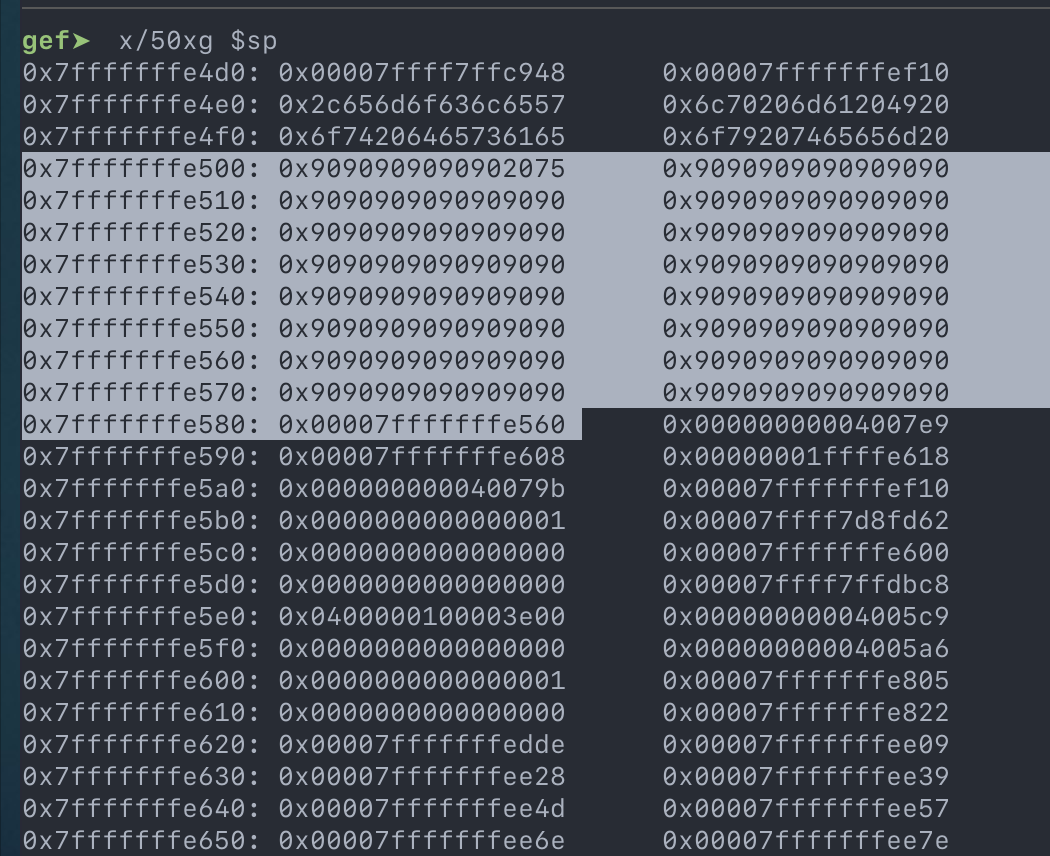 gef➤  x/50xg $sp
0x7fffffffe4d0: 0x00007ffff7ffc948 0x00007fffffffef10
0x7fffffffe4e0: 0x2c656d6f636c6557 0x6c70206d61204920
0x7fffffffe4f0: 0x6f74206465736165 0x6f79207465656d20
0x7fffffffe500: 0x9090909090902075 0x9090909090909090
0x7fffffffe510: 0x9090909090909090 0x9090909090909090
0x7fffffffe520: 0x9090909090909090 0x9090909090909090
0x7fffffffe530: 0x9090909090909090 0x9090909090909090
0x7fffffffe540: 0x9090909090909090 0x9090909090909090
0x7fffffffe550: 0x9090909090909090 0x9090909090909090
0x7fffffffe560: 0x9090909090909090 0x9090909090909090
0x7fffffffe570: 0x9090909090909090 0x9090909090909090
0x7fffffffe580: 0x00007fffffffe560 0x00000000004007e9
0x7fffffffe590: 0x00007fffffffe608 0x00000001ffffe618
0x7fffffffe5a0: 0x000000000040079b 0x00007fffffffef10
0x7fffffffe5b0: 0x0000000000000001 0x00007ffff7d8fd62
0x7fffffffe5c0: 0x0000000000000000 0x00007fffffffe600
0x7fffffffe5d0: 0x0000000000000000 0x00007ffff7ffdbc8
0x7fffffffe5e0: 0x0400000100003e00 0x00000000004005c9
0x7fffffffe5f0: 0x0000000000000000 0x00000000004005a6
0x7fffffffe600: 0x0000000000000001 0x00007fffffffe805
0x7fffffffe610: 0x0000000000000000 0x00007fffffffe822
0x7fffffffe620: 0x00007fffffffedde 0x00007fffffffee09
0x7fffffffe630: 0x00007fffffffee28 0x00007fffffffee39
0x7fffffffe640: 0x00007fffffffee4d 0x00007fffffffee57
0x7fffffffe650: 0x00007fffffffee6e 0x00007fffffffee7e